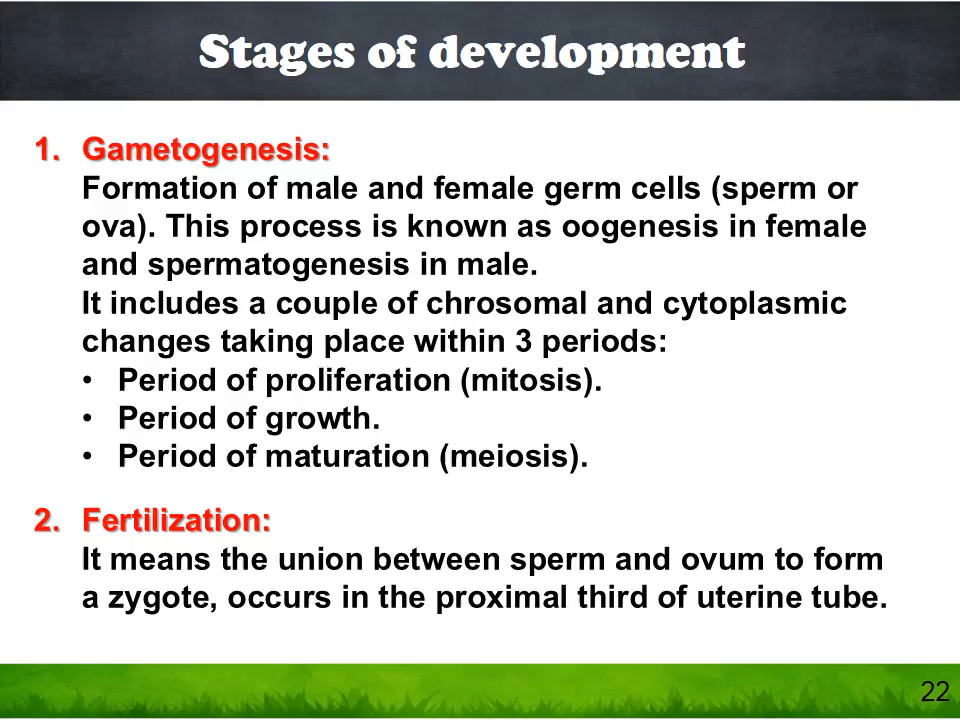 Stages of development
1. Gametogenesis:
Formation of male and female germ cells (sperm or
ova). This process is known as oogenesis in female
and spermatogenesis in male.
It includes a couple of chrosomal and cytoplasmic
changes taking place within 3 periods:
• Period of proliferation (mitosis).
• Period of growth.
• Period of maturation (meiosis).
2. Fertilization:
It means the union between sperm and ovum to form
a zygote, occurs in the proximal third of uterine tube.
22